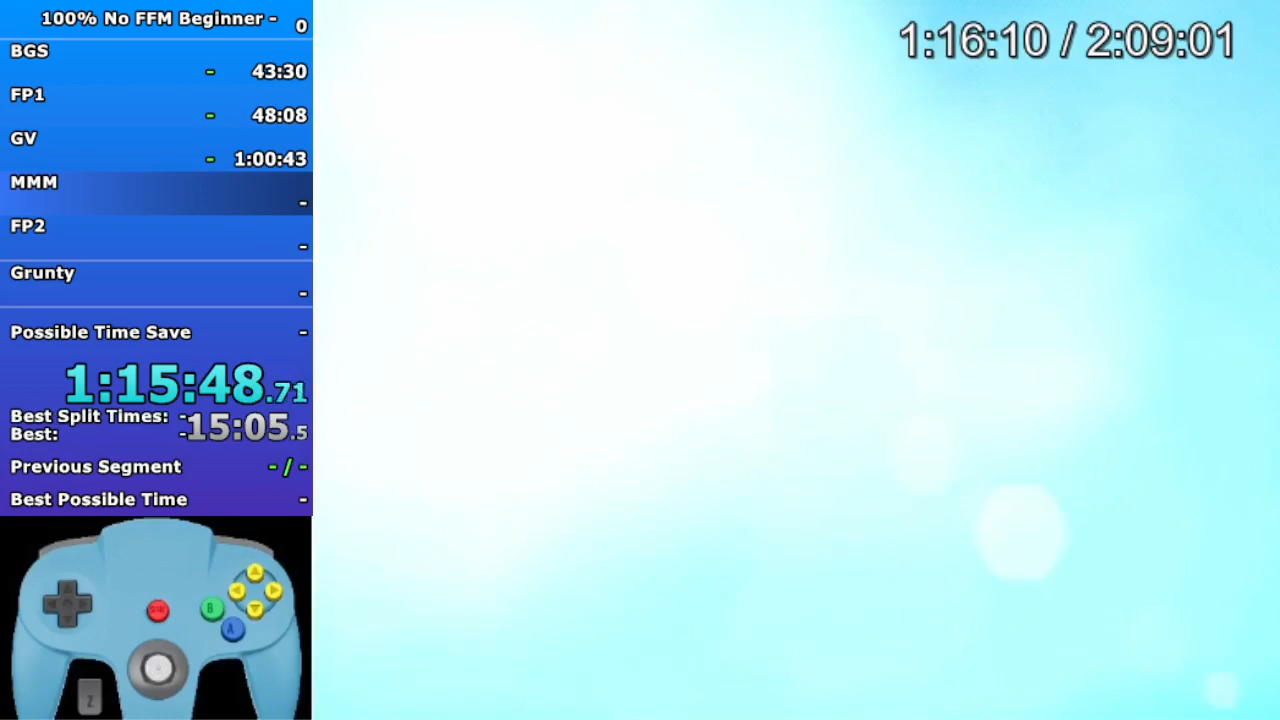 100% No FFM Beginner -
0
BGS
- 43:30
FP1
- 48:08
GV
- 1:00:43
MMM
-
FP2
-
Grunty
-
Possible Time Save -
1:15:48.71
Best Split Times: -
Best: -
15:05.5
Previous Segment - / -
Best Possible Time -
B
A
Z
1:16:10 / 2:09:01